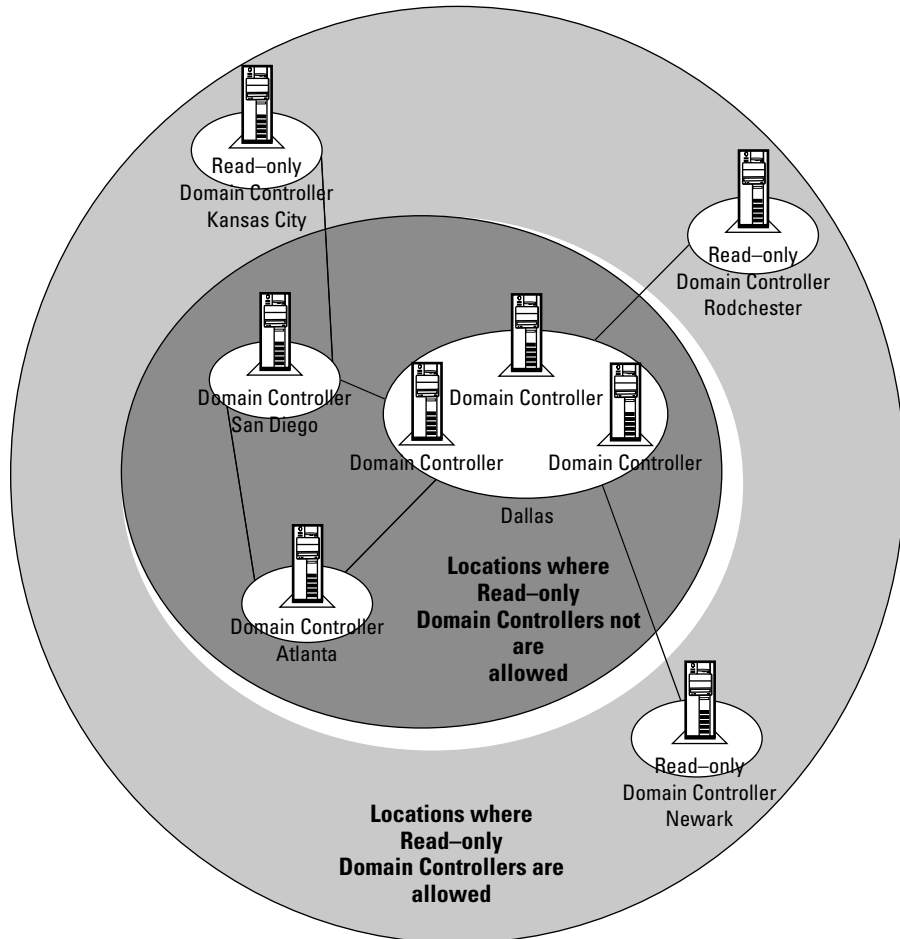 Read–only
Domain Controller
Kansas City
Read–only
Domain Controller
Rodchester
Domain Controller
San Diego
Domain Controller
Domain Controller
Domain Controller
Dallas
Domain Controller
Atlanta
Locations where
Read–only
Domain Controllers not
are
allowed
Read–only
Domain Controller
Newark
Locations where
Read–only
Domain Controllers are
allowed